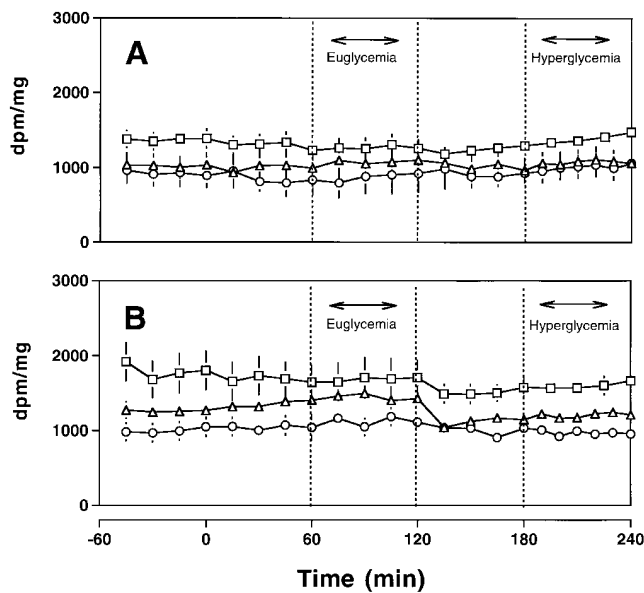 3000
A
Euglycemia
Hyperglycemia
2000
dpm/mg
1000
0
3000
B
Euglycemia
Hyperglycemia
2000
dpm/mg
1000
0
-60 0 60 120 180 240
Time (min)